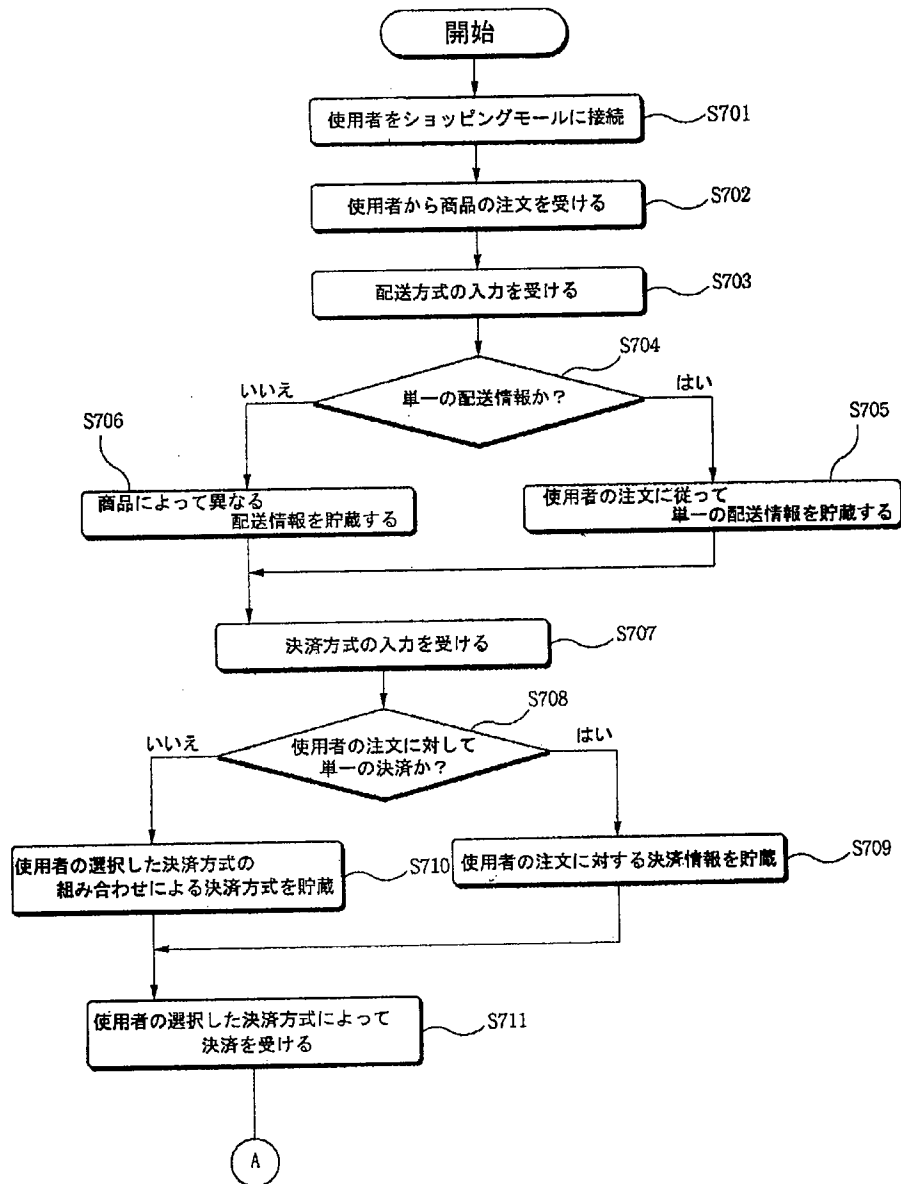 開始
使用者をショッピングモールに接続
S701
使用者から商品の注文を受ける
S702
配送方式の入力を受ける
S703
S704
単一の配送情報か？
いいえ
はい
S706
S705
商品によって異なる
配送情報を貯蔵する
使用者の注文に従って
単一の配送情報を貯蔵する
決済方式の入力を受ける
S707
S708
使用者の注文に対して
単一の決済か？
いいえ
はい
使用者の選択した決済方式の
組み合わせによる決済方式を貯蔵
S710
使用者の注文に対する決済情報を貯蔵
S709
使用者の選択した決済方式によって
決済を受ける
S711
A